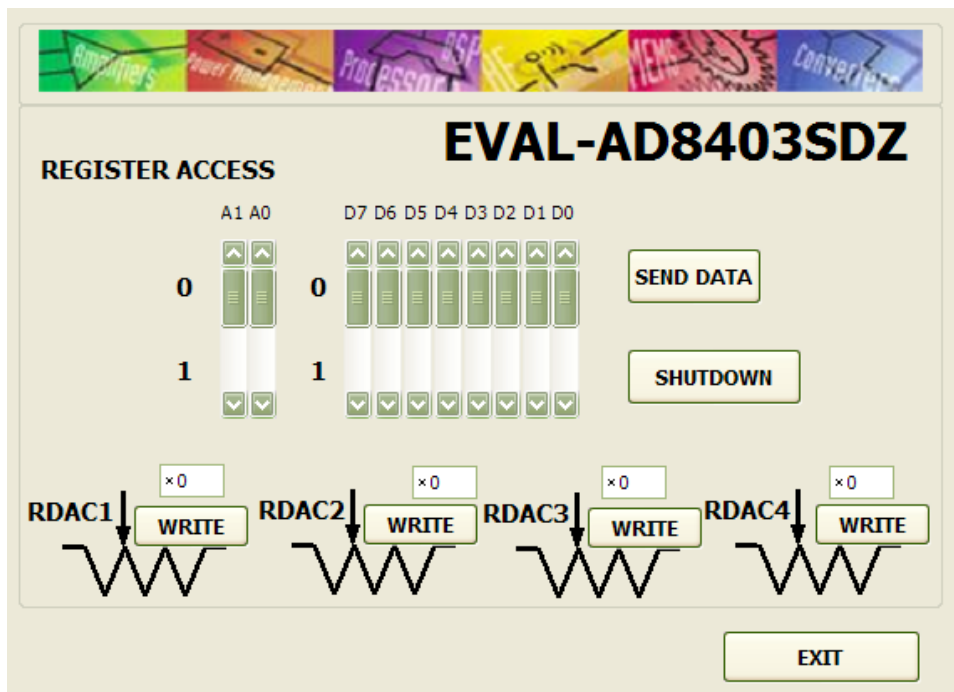 Amplifiers Power Management Processors DSP RF MEMS Converters
EVAL-AD8403SDZ
REGISTER ACCESS
A1 A0 D7 D6 D5 D4 D3 D2 D1 D0
0 0 SEND DATA
1 1 SHUTDOWN
×0 ×0 ×0 ×0
RDAC1 WRITE RDAC2 WRITE RDAC3 WRITE RDAC4 WRITE
EXIT